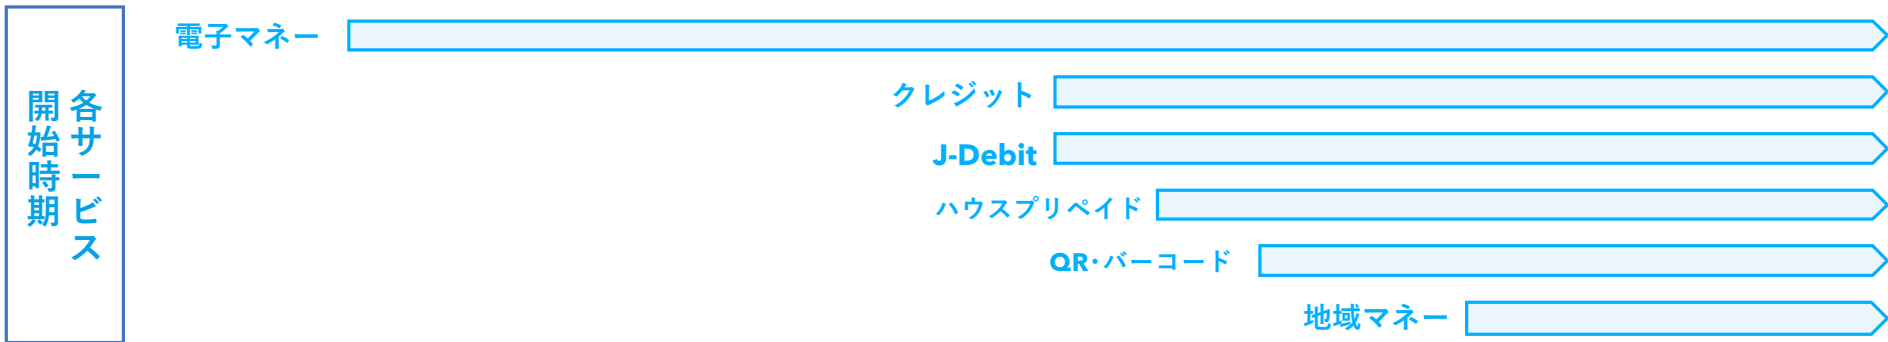 各サービス
開始時期
電子マネー
クレジット
J-Debit
ハウスプリペイド
QR・バーコード
地域マネー